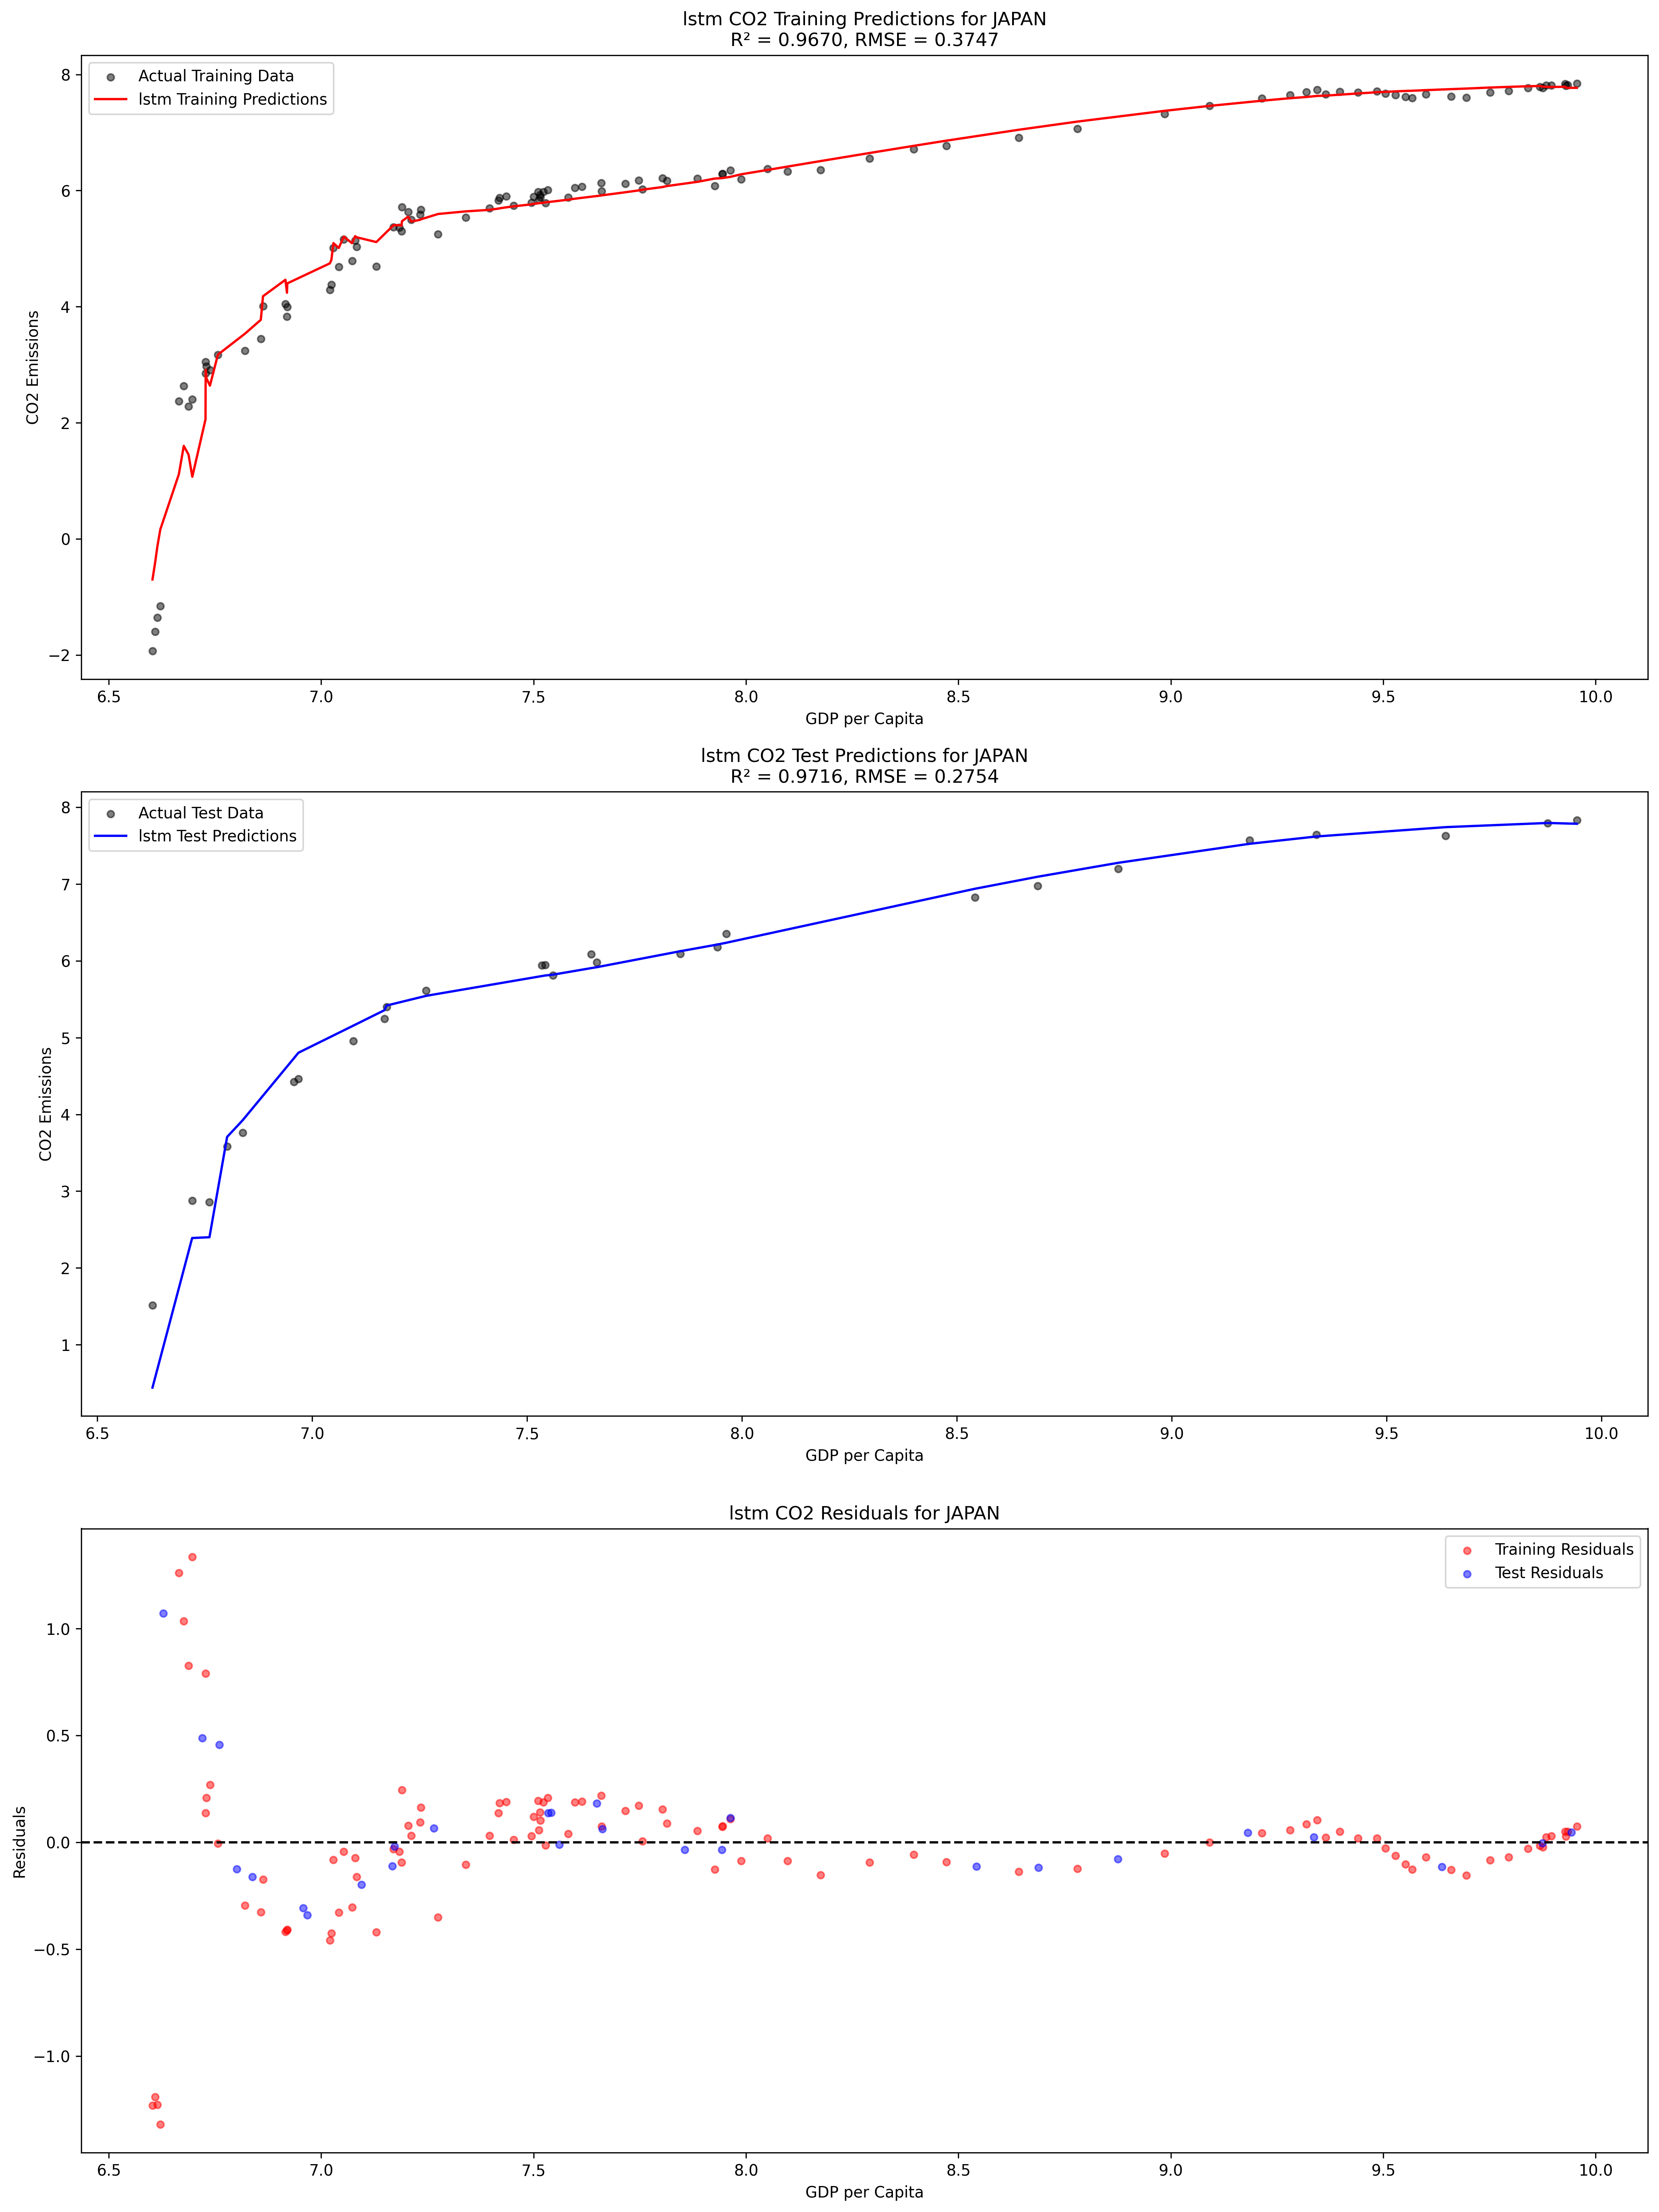 lstm CO2 Training Predictions for JAPAN
R² = 0.9670, RMSE = 0.3747
Actual Training Data
lstm Training Predictions
8
6
4
2
0
−2
CO2 Emissions
6.5 7.0 7.5 8.0 8.5 9.0 9.5 10.0
GDP per Capita
lstm CO2 Test Predictions for JAPAN
R² = 0.9716, RMSE = 0.2754
Actual Test Data
lstm Test Predictions
8
7
6
5
4
3
2
1
CO2 Emissions
6.5 7.0 7.5 8.0 8.5 9.0 9.5 10.0
GDP per Capita
lstm CO2 Residuals for JAPAN
Training Residuals
Test Residuals
1.0
0.5
0.0
−0.5
−1.0
Residuals
6.5 7.0 7.5 8.0 8.5 9.0 9.5 10.0
GDP per Capita